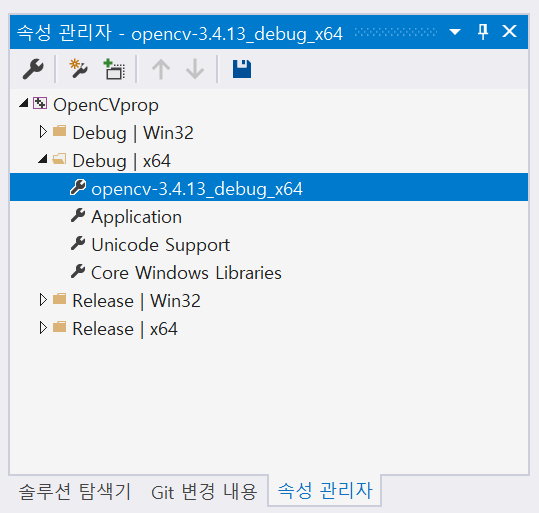 속성 관리자 - opencv-3.4.13_debug_x64
OpenCVprop
Debug | Win32
Debug | x64
opencv-3.4.13_debug_x64
Application
Unicode Support
Core Windows Libraries
Release | Win32
Release | x64
솔루션 탐색기 Git 변경 내용 속성 관리자